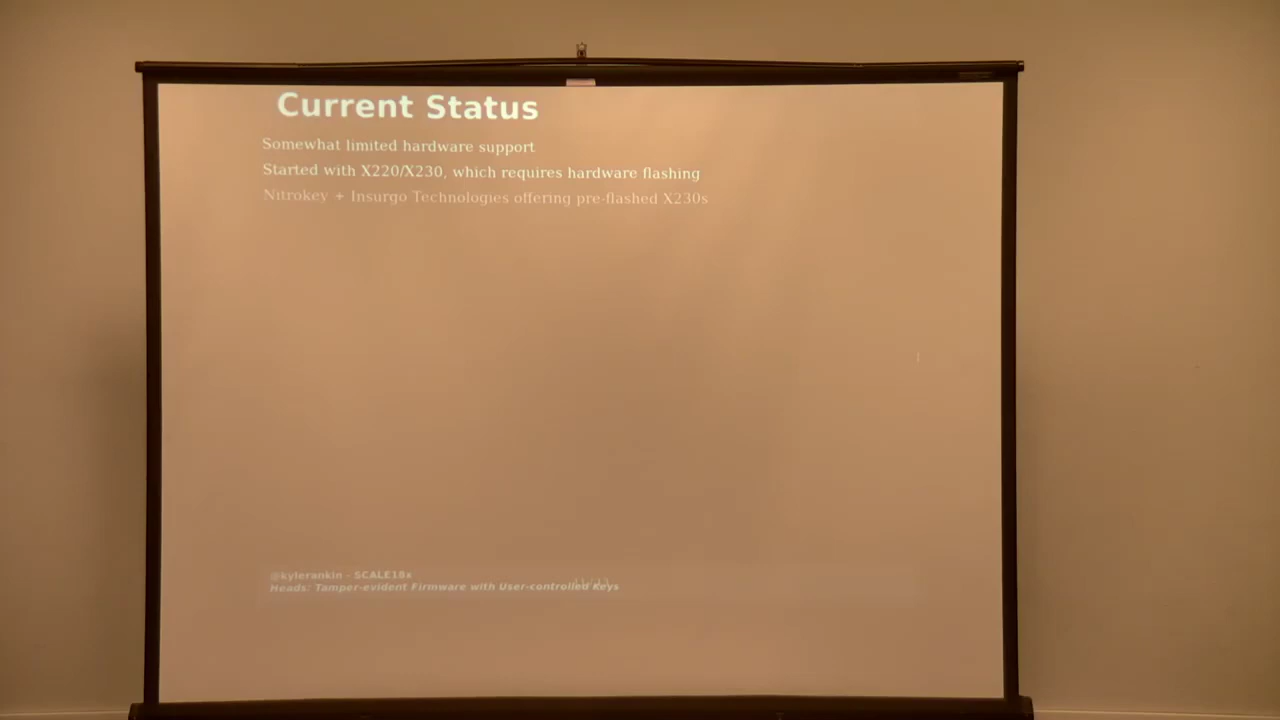 Current Status
Somewhat limited hardware support
Started with X220/X230, which requires hardware flashing
Nitrokey + Insurgo Technologies offering pre-flashed X230s
@kylerankin - SCALE18x
Heads: Tamper-evident Firmware with User-controlled Keys